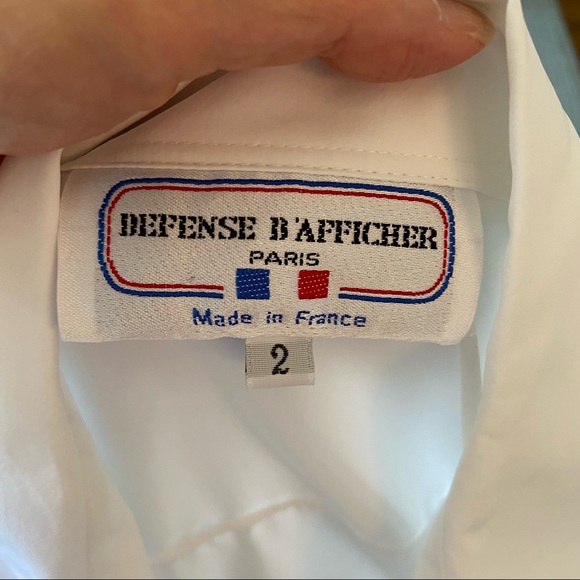 DEFENSE D'AFFICHER
PARIS
Made in France
2